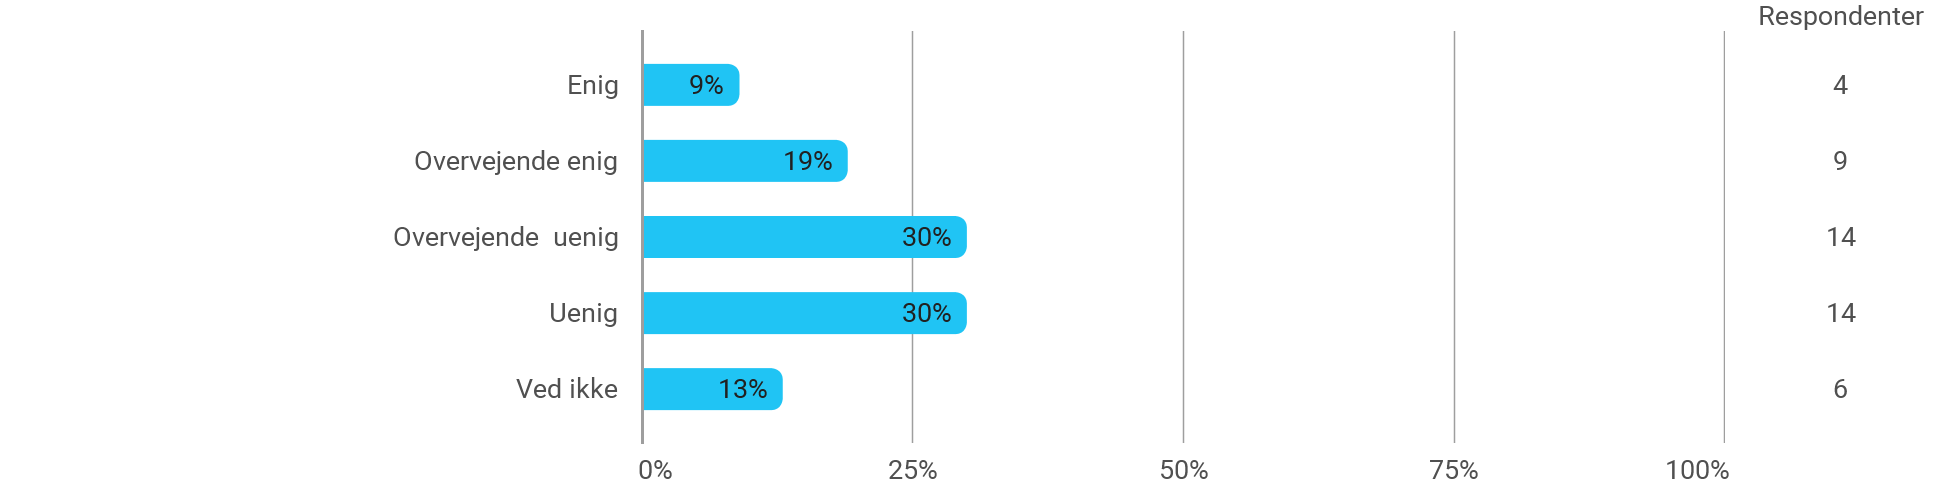 Respondenter
Enig 9% 4
Overvejende enig 19% 9
Overvejende  uenig 30% 14
Uenig 30% 14
Ved ikke 13% 6
0% 25% 50% 75% 100%